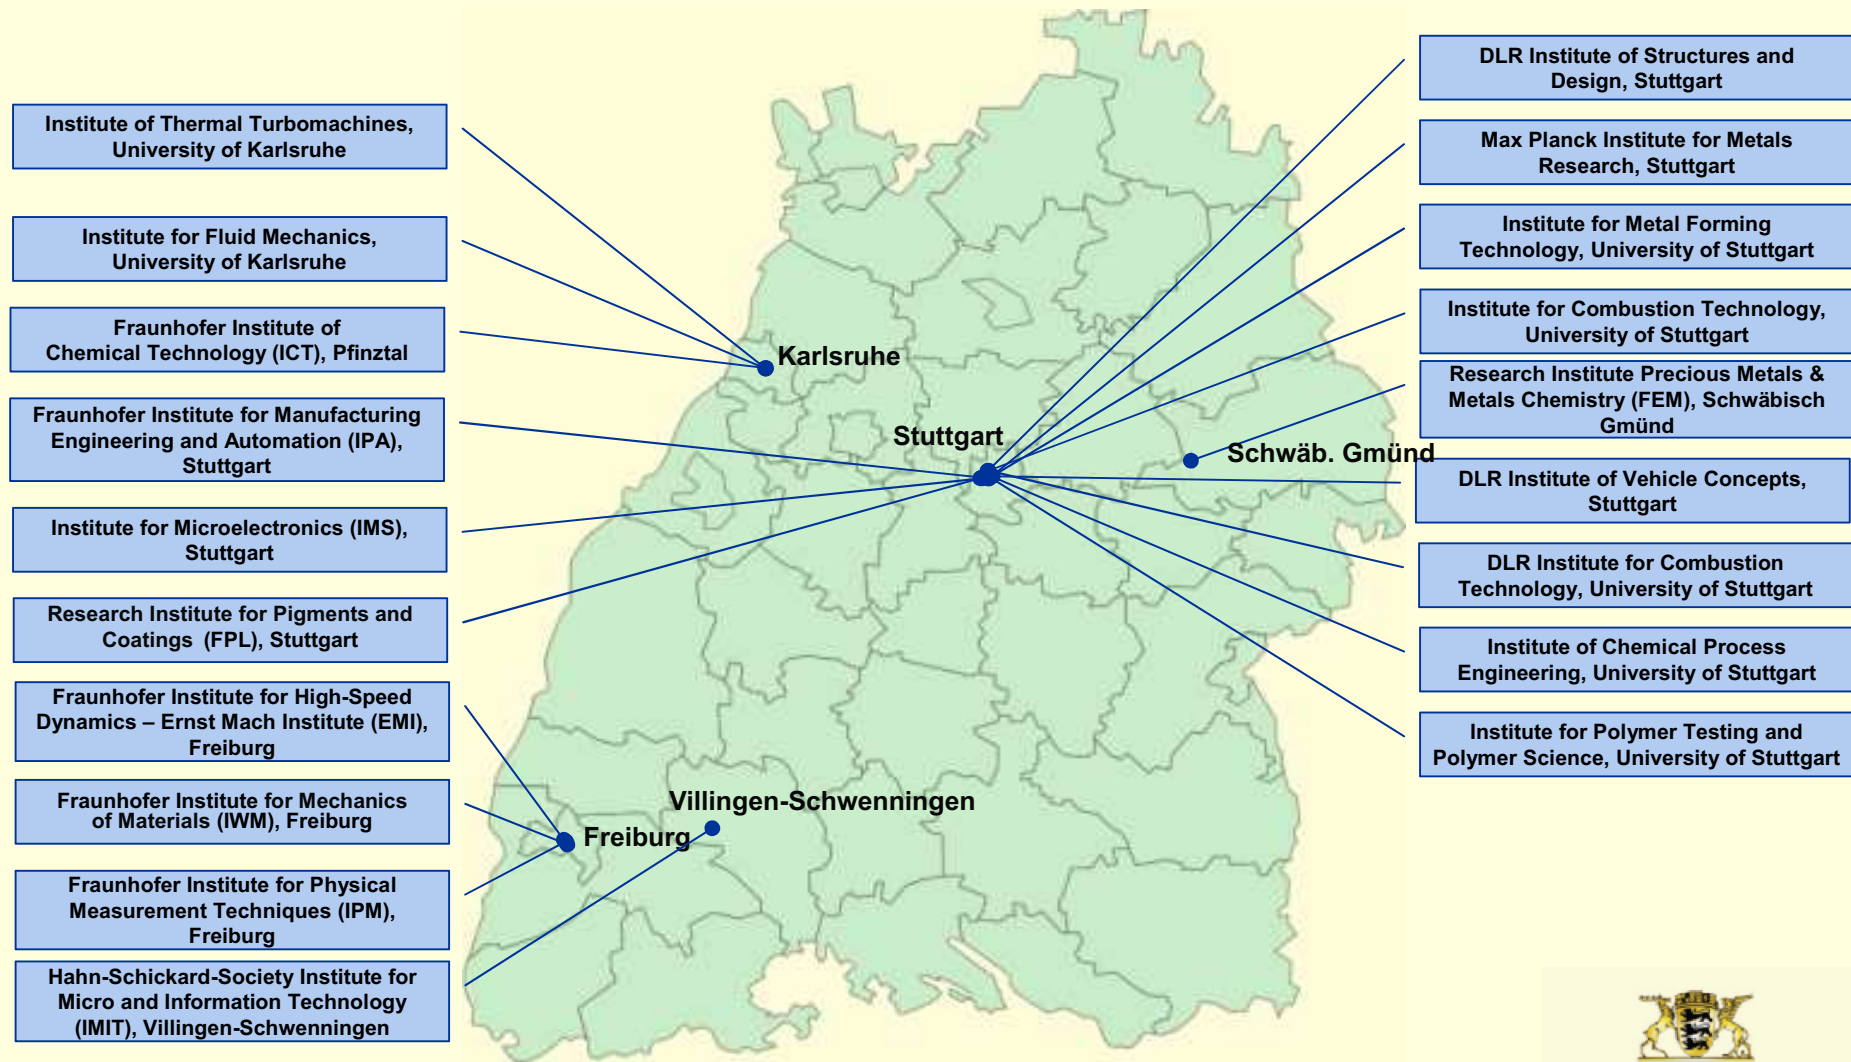 Institute of Thermal Turbomachines,
University of Karlsruhe
Institute for Fluid Mechanics,
University of Karlsruhe
Fraunhofer Institute of
Chemical Technology (ICT), Pfinztal
Fraunhofer Institute for Manufacturing
Engineering and Automation (IPA),
Stuttgart
Institute for Microelectronics (IMS),
Stuttgart
Research Institute for Pigments and
Coatings (FPL), Stuttgart
Fraunhofer Institute for High-Speed
Dynamics – Ernst Mach Institute (EMI),
Freiburg
Fraunhofer Institute for Mechanics
of Materials (IWM), Freiburg
Fraunhofer Institute for Physical
Measurement Techniques (IPM),
Freiburg
Hahn-Schickard-Society Institute for
Micro and Information Technology
(IMIT), Villingen-Schwenningen
Karlsruhe
Stuttgart
Schwäb. Gmünd
Villingen-Schwenningen
Freiburg
DLR Institute of Structures and
Design, Stuttgart
Max Planck Institute for Metals
Research, Stuttgart
Institute for Metal Forming
Technology, University of Stuttgart
Institute for Combustion Technology,
University of Stuttgart
Research Institute Precious Metals &
Metals Chemistry (FEM), Schwäbisch
Gmünd
DLR Institute of Vehicle Concepts,
Stuttgart
DLR Institute for Combustion
Technology, University of Stuttgart
Institute of Chemical Process
Engineering, University of Stuttgart
Institute for Polymer Testing and
Polymer Science, University of Stuttgart